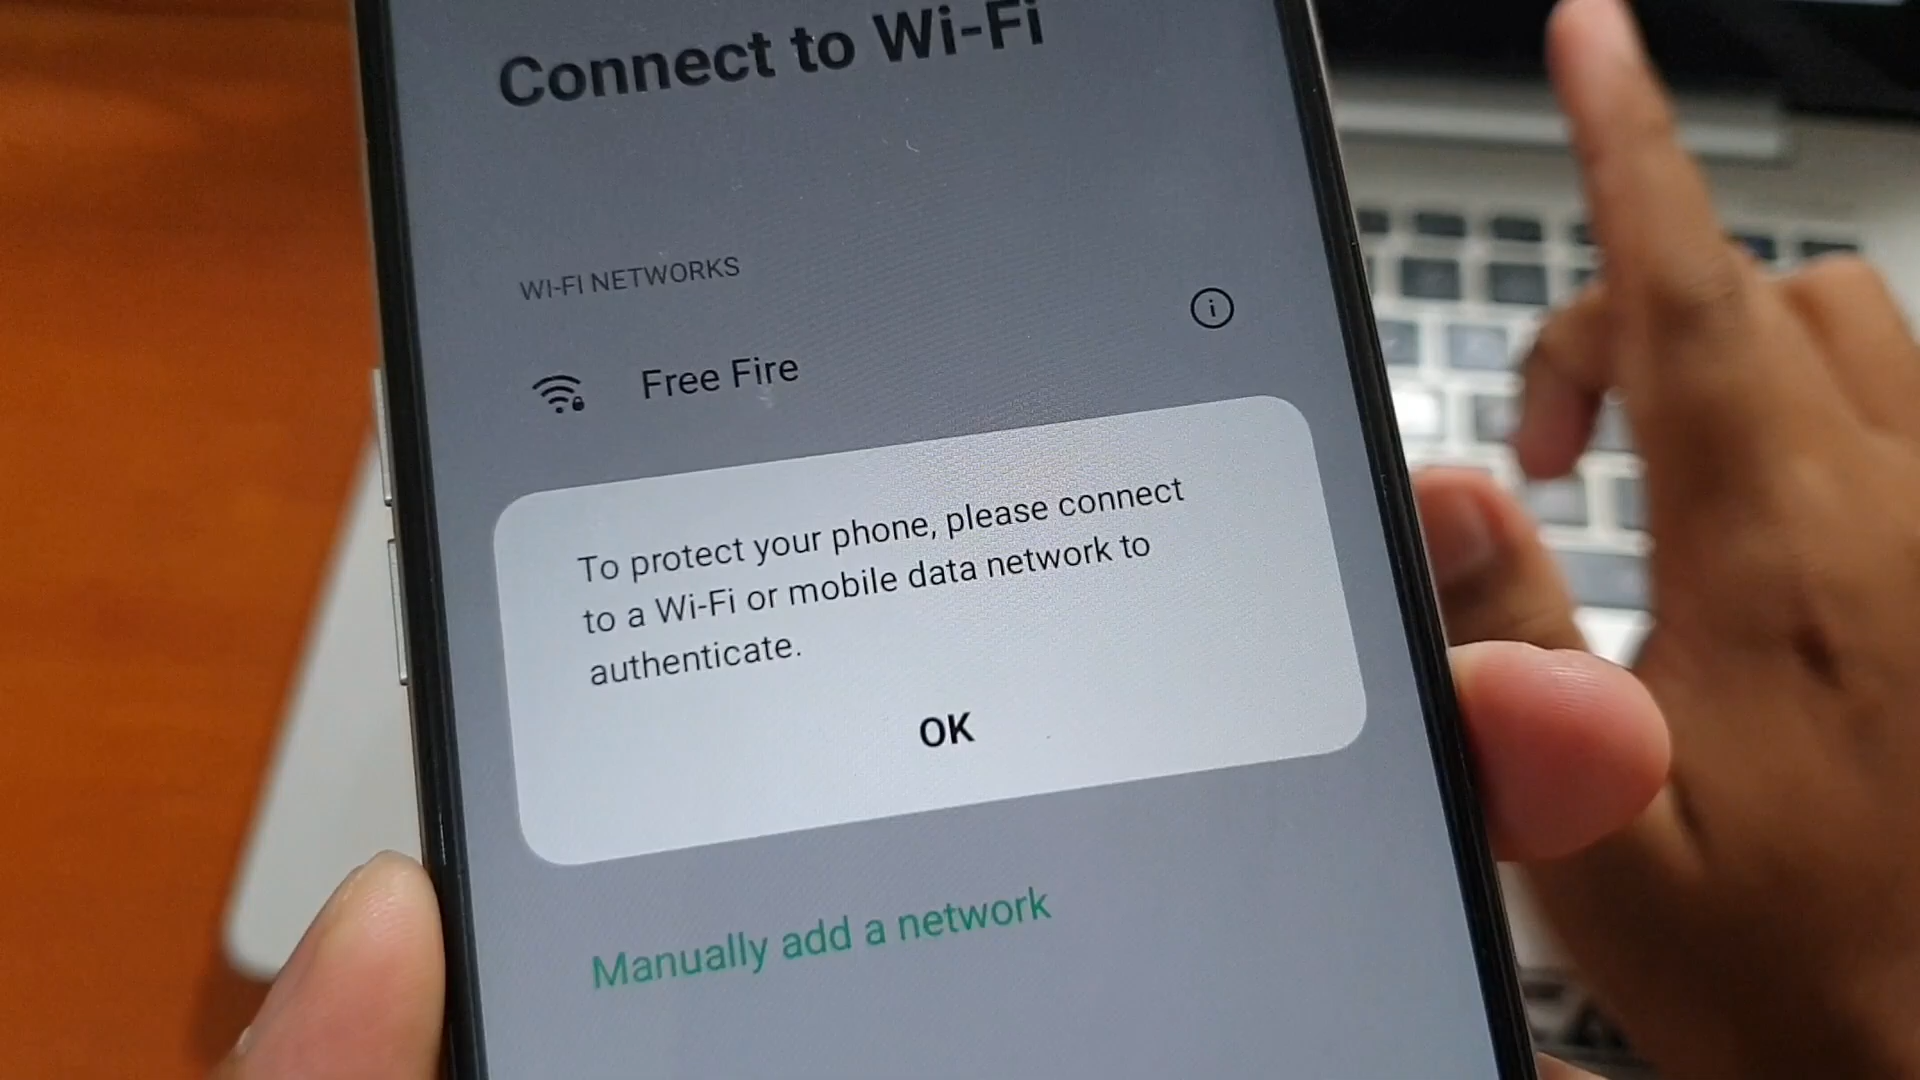 Connect to Wi-Fi
WI-FI NETWORKS
Free Fire
To protect your phone, please connect
to a Wi-Fi or mobile data network to
authenticate.
OK
Manually add a network